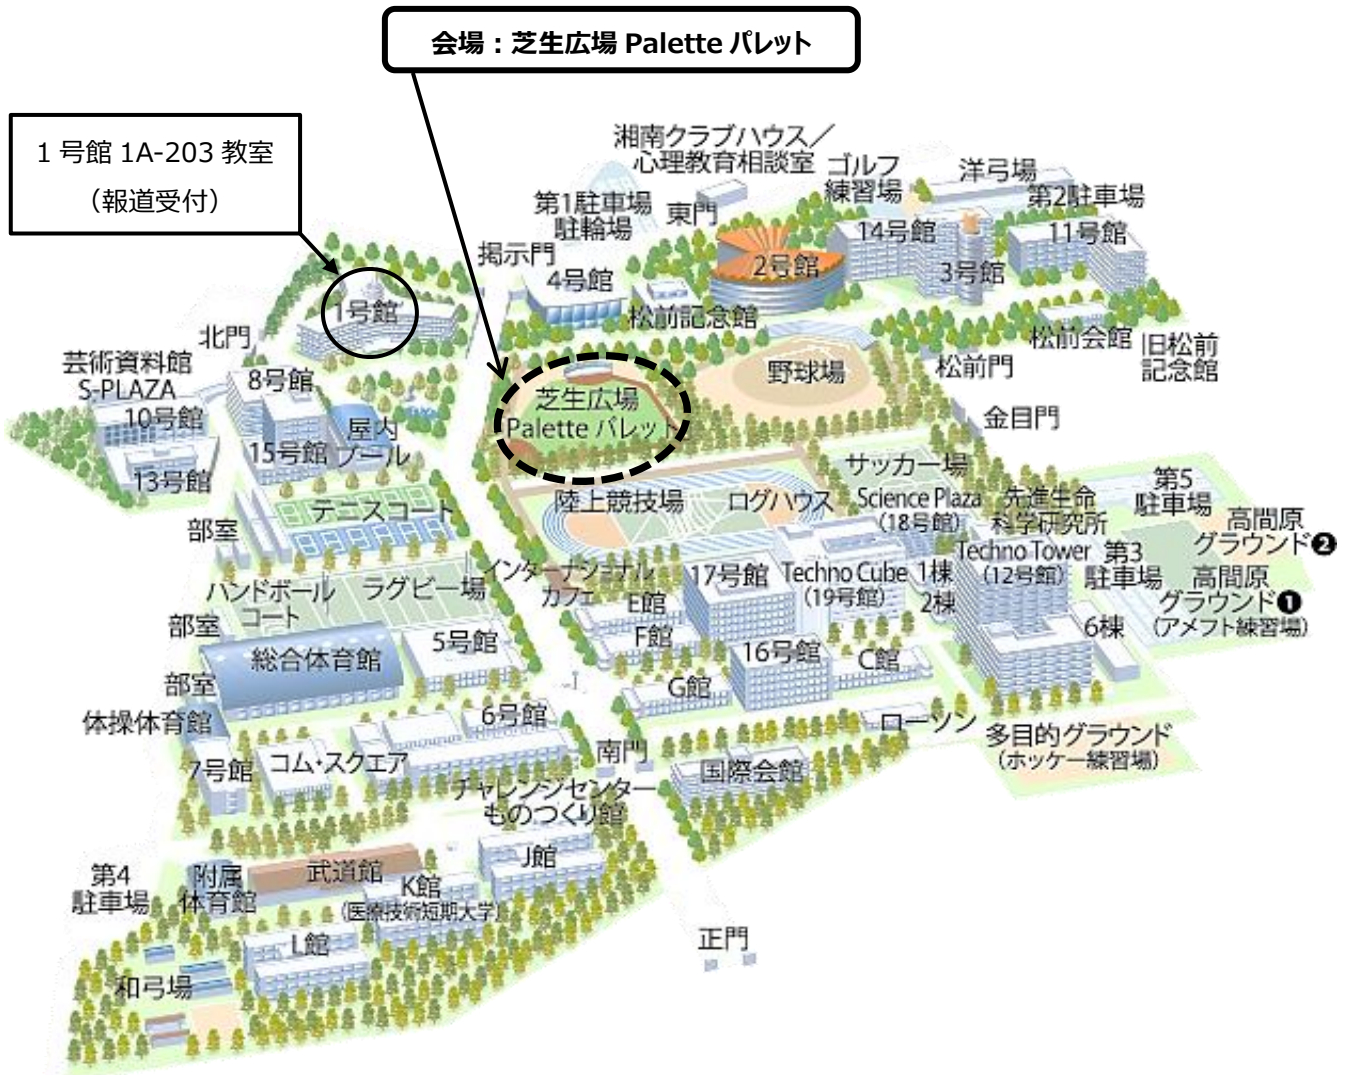 会場：芝生広場 Palette パレット
1 号館 1A-203 教室
（報道受付）
湘南クラブハウス／
心理教育相談室
ゴルフ
練習場
洋弓場
第1駐車場
駐輪場
東門
第2駐車場
掲示門
4号館
2号館
14号館
3号館
11号館
1号館
松前記念館
松前会館
旧松前
記念館
北門
芸術資料館
S-PLAZA
8号館
野球場
松前門
10号館
芝生広場
Palette パレット
金目門
15号館
屋内
プール
13号館
サッカー場
第5
駐車場
部室
テニスコート
陸上競技場
ログハウス
Science Plaza
（18号館）
先進生命
科学研究所
高間原
グラウンド❷
ハンドボール
コート
ラグビー場
インターナショナル
カフェ
17号館
Techno Cube
（19号館）
1棟
2棟
Techno Tower
（12号館）
第3
駐車場
高間原
グラウンド❶
（アメフト練習場）
部室
E館
F館
6棟
総合体育館
5号館
16号館
C館
部室
G館
体操体育館
6号館
ローソン
多目的グラウンド
（ホッケー練習場）
7号館
コム・スクエア
南門
国際会館
チャレンジセンター
ものつくり館
第4
駐車場
附属
体育館
武道館
J館
K館
（医療技術短期大学）
L館
正門
和弓場